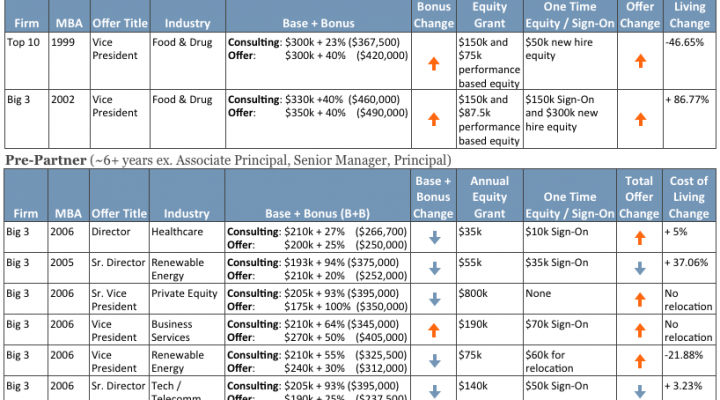 Firm MBA Offer Title Industry Base + Bonus Bonus Change Equity Grant One Time Equity / Sign-On Offer Change Living Change
Top 10 1999 Vice President Food & Drug Consulting: $300k + 23% ($367,500) $150k and $75k performance based equity $50k new hire equity -46.65%
Offer: $300k + 40% ($420,000)
Big 3 2002 Vice President Food & Drug Consulting: $330k +40% ($460,000) $150k and $87.5k performance based equity $150k Sign-On and $300k new hire equity + 86.77%
Offer: $350k + 40% ($490,000)
Pre-Partner (~6+ years ex. Associate Principal, Senior Manager, Principal)
Firm MBA Offer Title Industry Base + Bonus (B+B) Base + Bonus Change Annual Equity Grant One Time Equity / Sign-On Total Offer Change Cost of Living Change
Big 3 2006 Director Healthcare Consulting: $210k + 27% ($266,700) $35k $10k Sign-On + 5%
Offer: $200k + 25% ($250,000)
Big 3 2005 Sr. Director Renewable Energy Consulting: $193k + 94% ($375,000) $55k $35k Sign-On + 37.06%
Offer: $210k + 20% ($252,000)
Big 3 2006 Sr. Vice President Private Equity Consulting: $205k + 93% ($395,000) $800k None No relocation
Offer: $175k + 100% ($350,000)
Big 3 2006 Vice President Business Services Consulting: $210k + 64% ($345,000) $190k $70k Sign-On No relocation
Offer: $270k + 50% ($405,000)
Big 3 2006 Vice President Renewable Energy Consulting: $210k + 55% ($325,500) $75k $60k for relocation -21.88%
Offer: $240k + 30% ($312,000)
Big 3 2006 Sr. Director Tech / Telecomm Consulting: $205k + 93% ($395,000) $140k $50k Sign-On + 3.23%
Offer: $190k + 25% ($237,500)